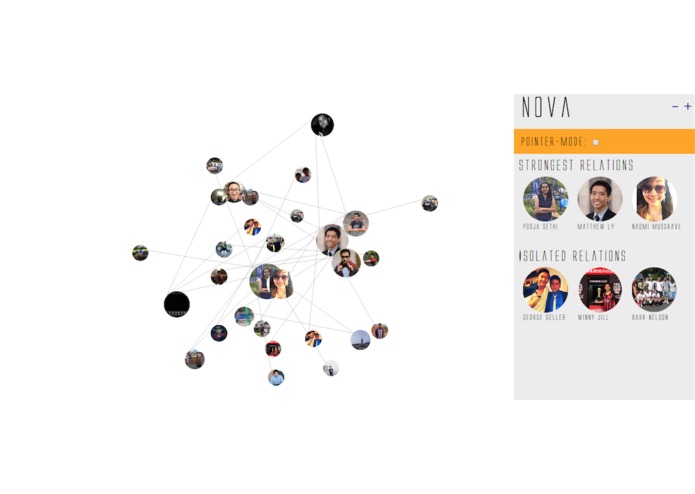 NOVA
- +
POINTER-MODE:
STRONGEST RELATIONS
POOJA SETHI
MATTHEW LY
NAOMI MUSGRAVE
ISOLATED RELATIONS
GEORGE GELLER
WINNY JILL
BARK NELSON